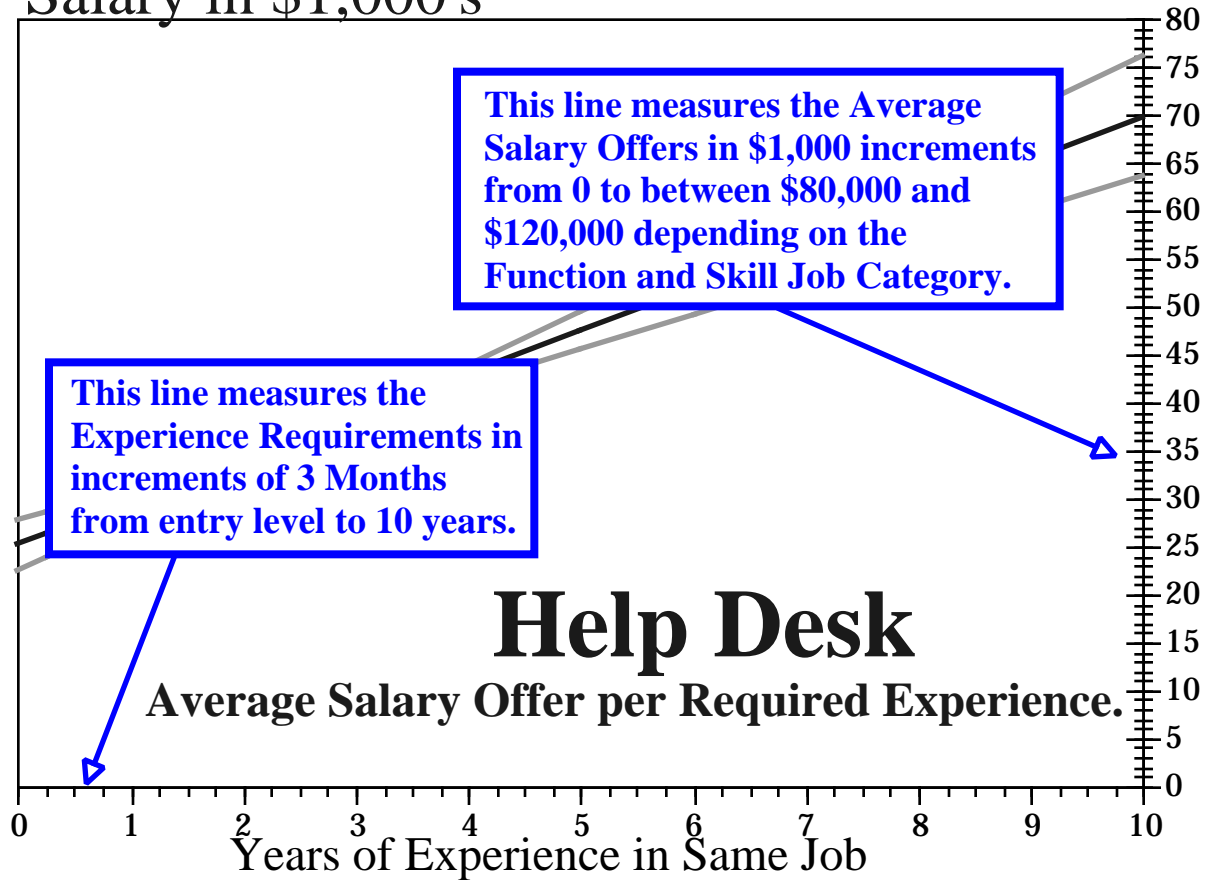 Salary in $1,000's
This line measures the Average
Salary Offers in $1,000 increments
from 0 to between $80,000 and
$120,000 depending on the
Function and Skill Job Category.
This line measures the
Experience Requirements in
increments of 3 Months
from entry level to 10 years.
Help Desk
Average Salary Offer per Required Experience.
80
75
70
65
60
55
50
45
40
35
30
25
20
15
10
5
0
0 1 2 3 4 5 6 7 8 9 10
Years of Experience in Same Job